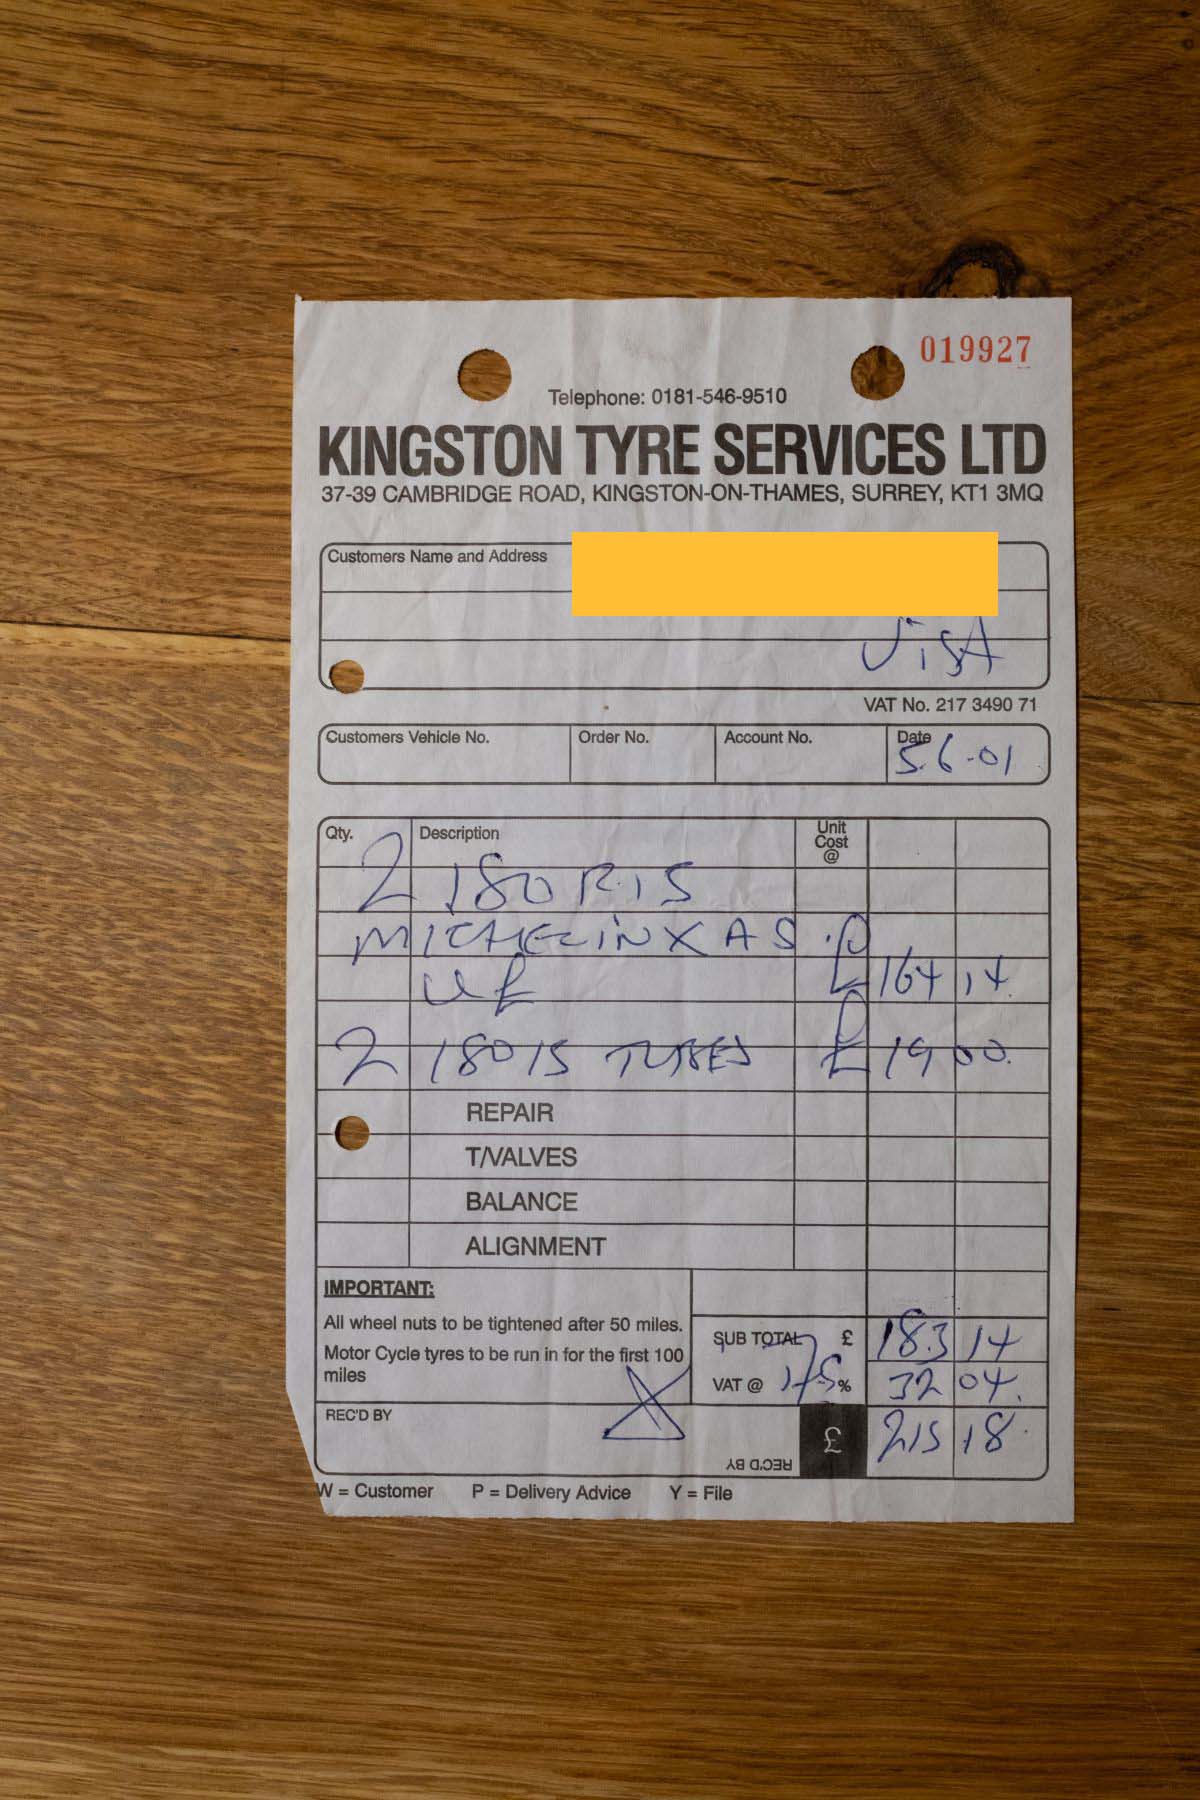 019927
Telephone: 0181-546-9510
KINGSTON TYRE SERVICES LTD
37-39 CAMBRIDGE ROAD, KINGSTON-ON-THAMES, SURREY, KT1 3MQ
Customers Name and Address
VISA
VAT No. 217 3490 71
Customers Vehicle No. Order No. Account No. Date
5.6.01
Qty. Description Unit Cost @
2 180 R.15
MICHELIN XAS
£ 164 14
2 180 15 TUBES £ 19 00
REPAIR
T/VALVES
BALANCE
ALIGNMENT
IMPORTANT:
All wheel nuts to be tightened after 50 miles.
Motor Cycle tyres to be run in for the first 100
miles
SUB TOTAL £ 183 14
VAT @ 17.5 % 32 04
REC'D BY
REC'D BY £ 215 18
W = Customer P = Delivery Advice Y = File